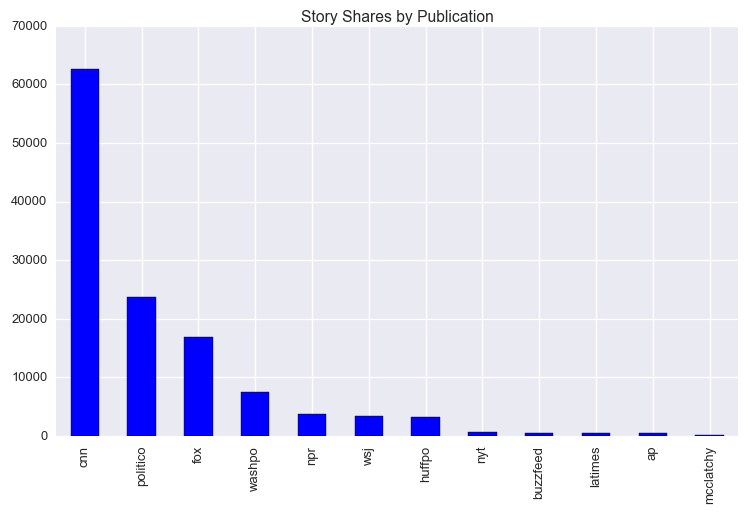 Story Shares by Publication
70000
60000
50000
40000
30000
20000
10000
0
cnn
politico
fox
washpo
npr
wsj
huffpo
nyt
buzzfeed
latimes
ap
mcclatchy